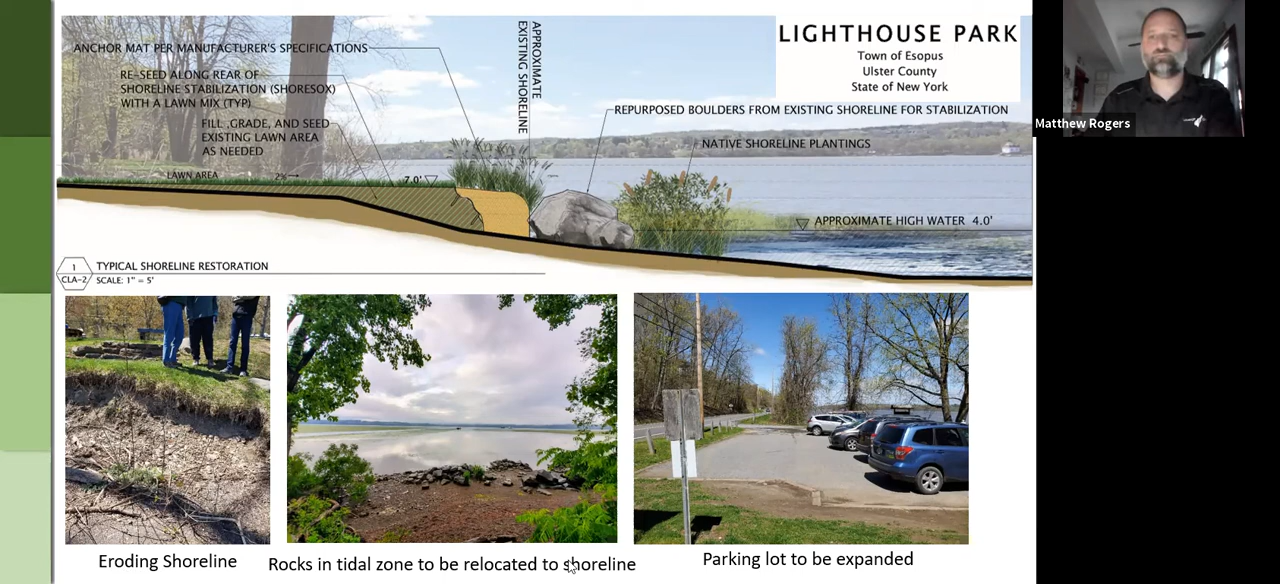 ANCHOR MAT PER MANUFACTURER'S SPECIFICATIONS
RE-SEED ALONG REAR OF
SHORELINE STABILIZATION (SHORESOX)
WITH A LAWN MIX (TYP)
FILL ,GRADE, AND SEED
EXISTING LAWN AREA
AS NEEDED
LAWN AREA 2%
7.0'
APPROXIMATE
EXISTING SHORELINE
LIGHTHOUSE PARK
Town of Esopus
Ulster County
State of New York
REPURPOSED BOULDERS FROM EXISTING SHORELINE FOR STABILIZATION
NATIVE SHORELINE PLANTINGS
APPROXIMATE HIGH WATER 4.0'
1
CLA-2
TYPICAL SHORELINE RESTORATION
SCALE: 1" = 5'
Eroding Shoreline
Rocks in tidal zone to be relocated to shoreline
Parking lot to be expanded
Matthew Rogers